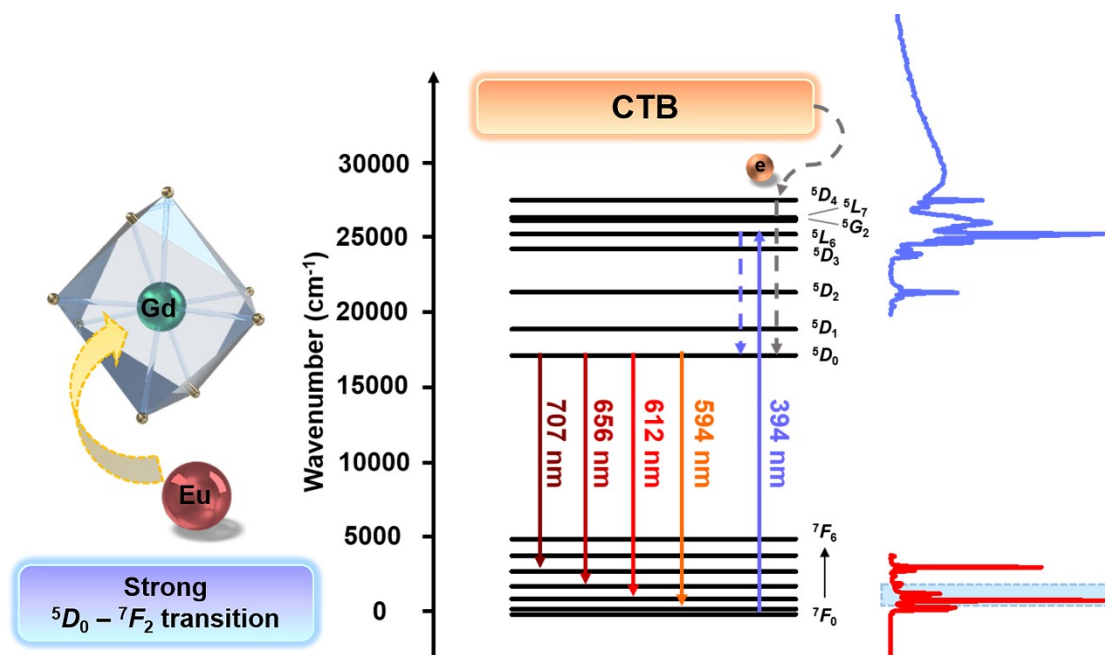 CTB
30000
25000
20000
15000
10000
5000
0
Wavenumber (cm⁻¹)
e
⁵D₄
⁵L₇
⁵G₂
⁵L₆
⁵D₃
⁵D₂
⁵D₁
⁵D₀
707 nm
656 nm
612 nm
594 nm
394 nm
⁷F₆
⁷F₀
Gd
Eu
Strong
⁵D₀ – ⁷F₂ transition